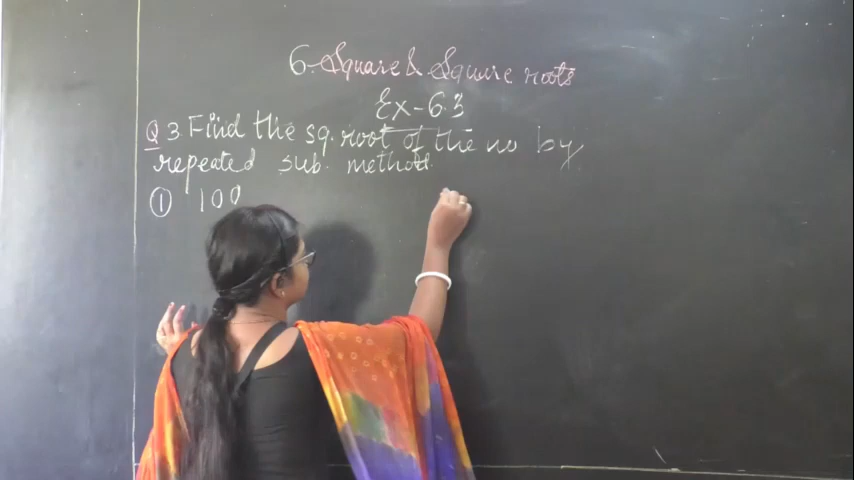 6. Square & Square roots
Ex-6.3
Q 3. Find the sq. root of the no by
repeated sub. method.
① 100